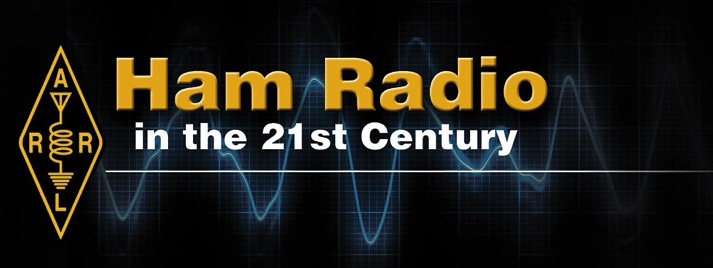 Ham Radio
in the 21st Century
A
R R
L